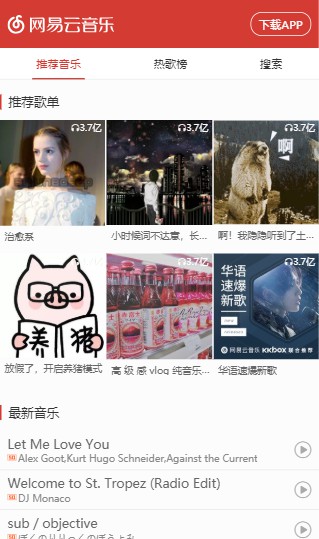 网易云音乐
下载APP
推荐音乐
热歌榜
搜索
推荐歌单
3.7亿
3.7亿
3.7亿
啊
治愈系
小时候词不达意，长...
啊！我隐隐听到了土...
3.7亿
3.7亿
3.7亿
华语
速爆
新歌
养猪
网易云音乐 KKBOX 联合推荐
放假了，开启养猪模式
高 级 感 vlog 纯音乐...
华语速爆新歌
最新音乐
Let Me Love You
SQ Alex Goot,Kurt Hugo Schneider,Against the Current
Welcome to St. Tropez (Radio Edit)
SQ DJ Monaco
sub / objective